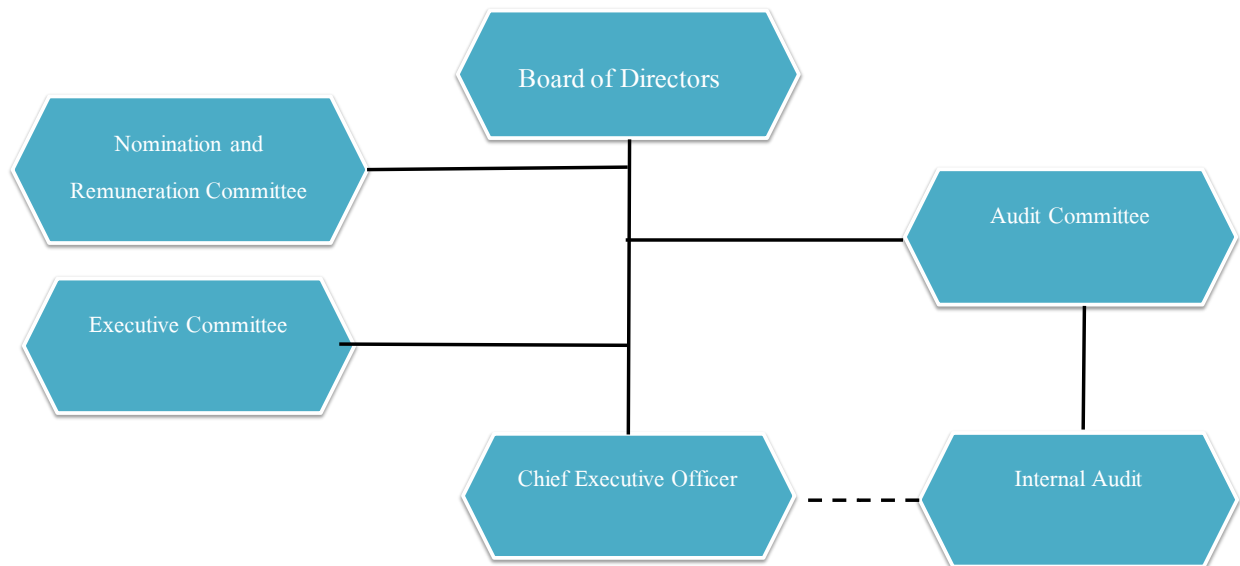 Board of Directors
Nomination and
Remuneration Committee
Audit Committee
Executive Committee
Chief Executive Officer
Internal Audit